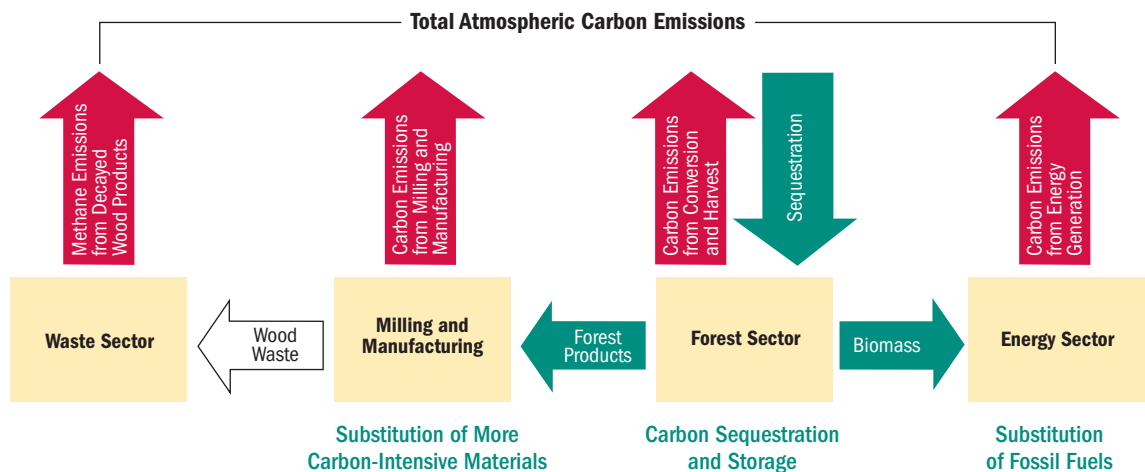 Total Atmospheric Carbon Emissions
Methane Emissions
from Decayed
Wood Products
Carbon Emissions
from Milling and
Manufacturing
Carbon Emissions
from Conversion
and Harvest
Sequestration
Carbon Emissions
from Energy
Generation
Waste Sector
Wood
Waste
Milling and
Manufacturing
Forest
Products
Forest Sector
Biomass
Energy Sector
Substitution of More
Carbon-Intensive Materials
Carbon Sequestration
and Storage
Substitution
of Fossil Fuels